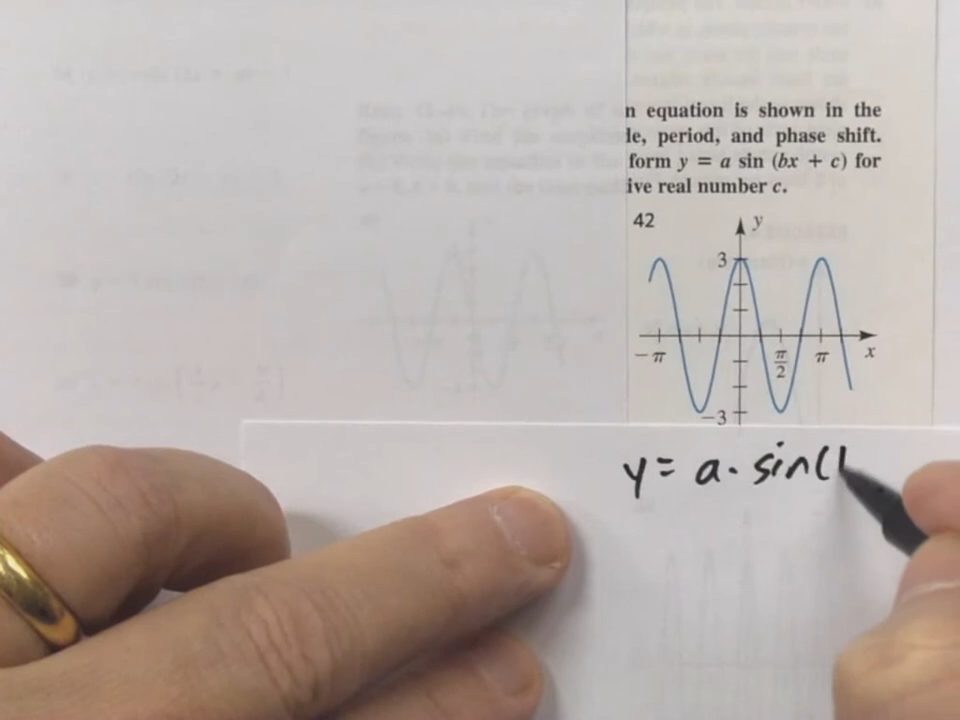 n equation is shown in the
le, period, and phase shift.
form y = a sin (bx + c) for
ive real number c.
42
y
3
−π
π/2
π
x
−3
y = a · sin(